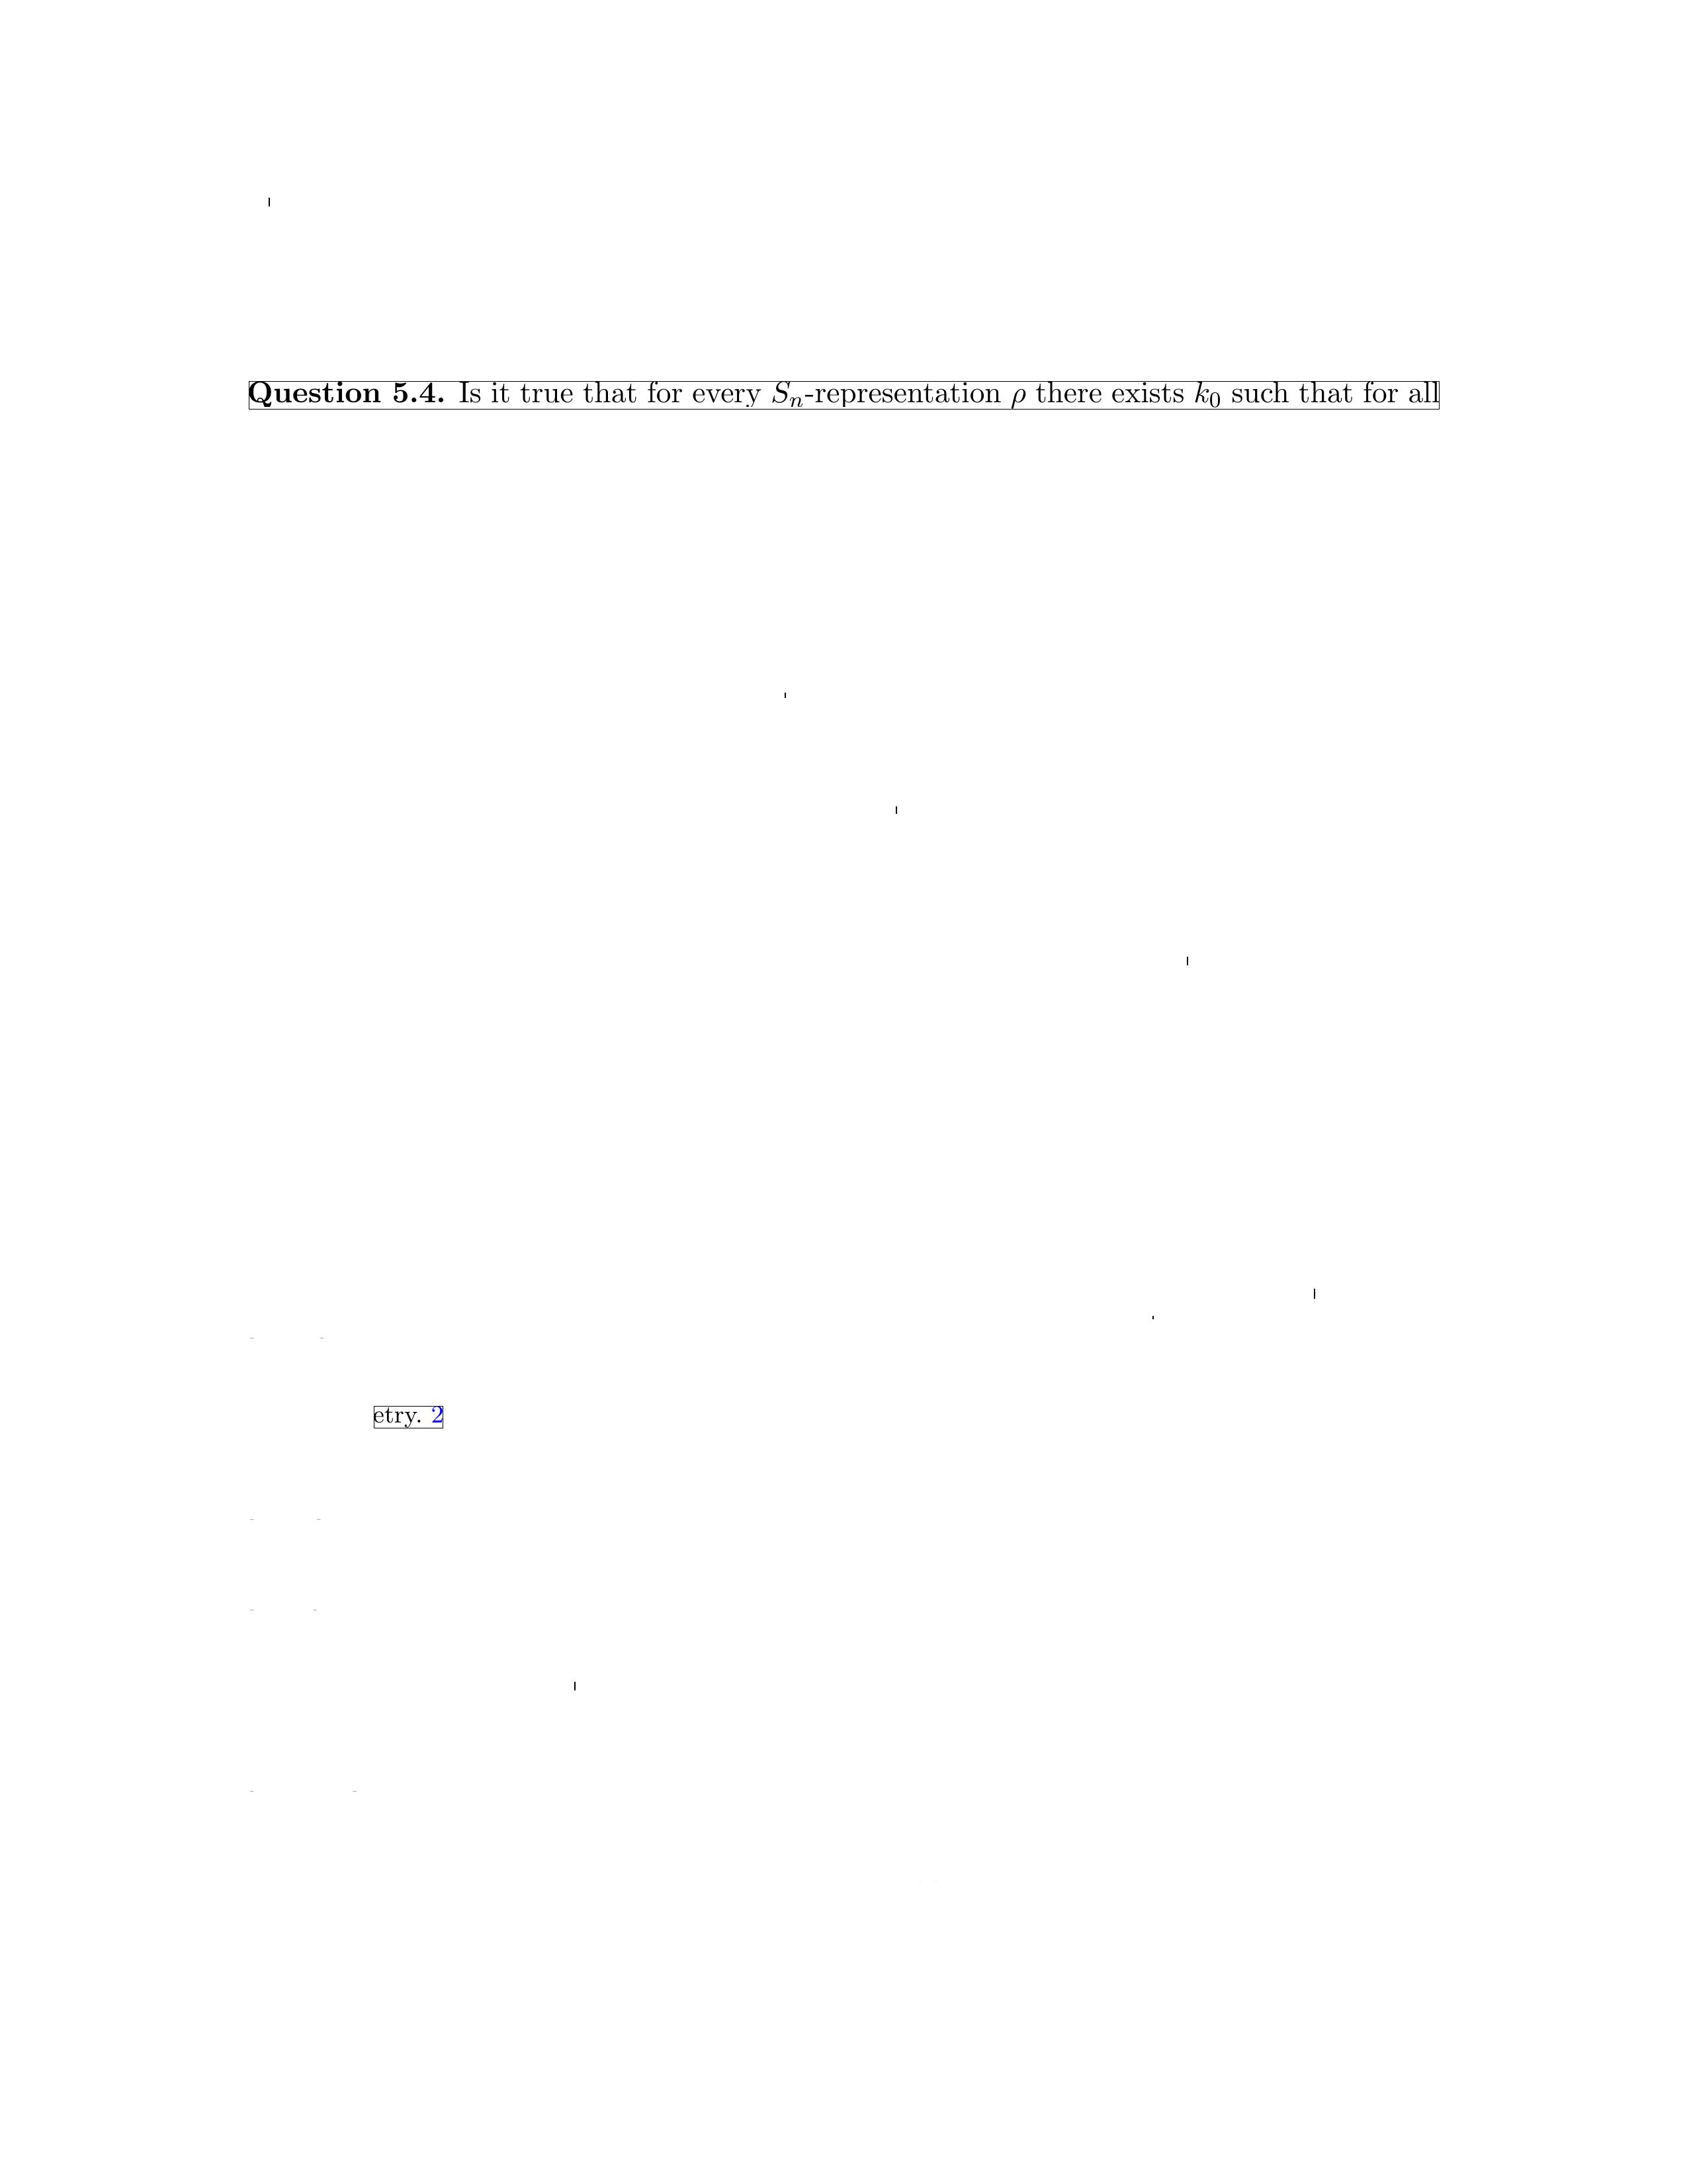 Question 5.4. Is it true that for every $S_n$-representation $\rho$ there exists $k_0$ such that for all
etry. 2